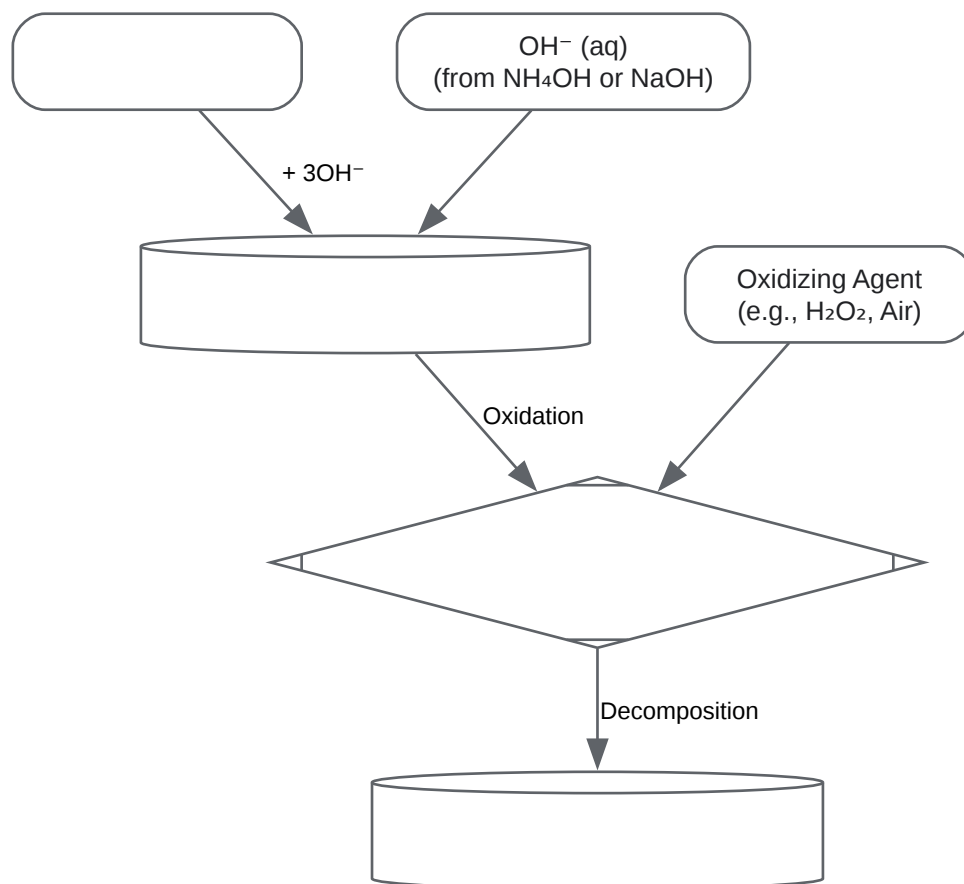 OH⁻ (aq)
(from NH₄OH or NaOH)
+ 3OH⁻
Oxidizing Agent
(e.g., H₂O₂, Air)
Oxidation
Decomposition